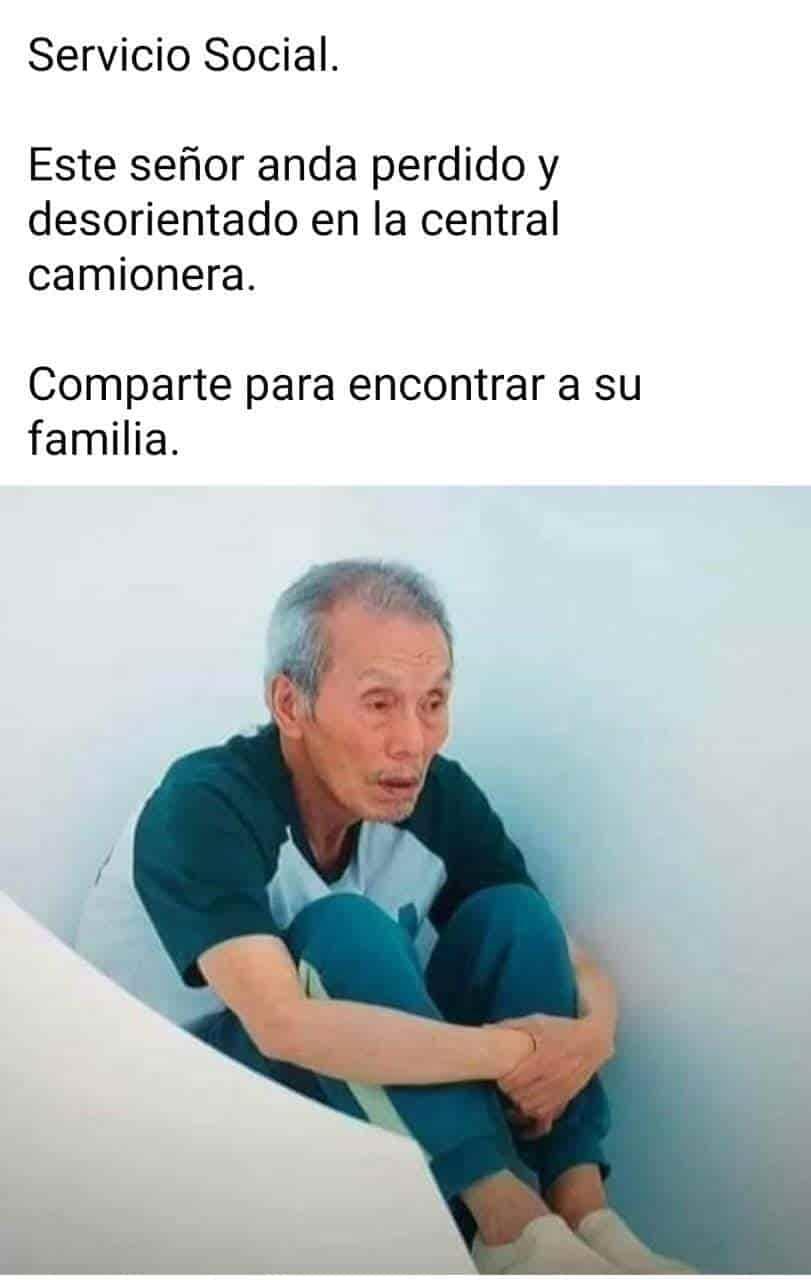 Servicio Social.
Este señor anda perdido y
desorientado en la central
camionera.
Comparte para encontrar a su
familia.